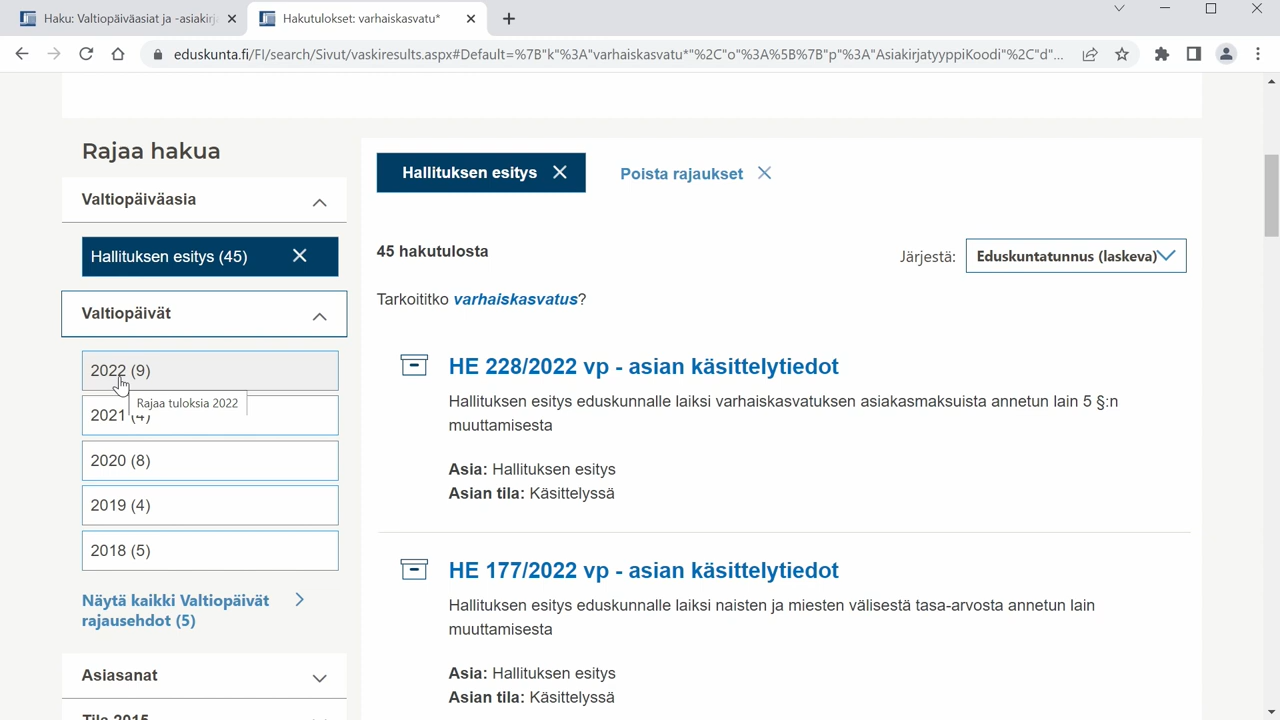 Haku: Valtiopäiväasiat ja -asiakirj
Hakutulokset: varhaiskasvatu*
eduskunta.fi/FI/search/Sivut/vaskiresults.aspx#Default=%7B"k"%3A"varhaiskasvatu*"%2C"o"%3A%5B%7B"p"%3A"AsiakirjatyyppiKoodi"%2C"d"...
Rajaa hakua
Valtiopäiväasia
Hallituksen esitys (45)
Valtiopäivät
2022 (9)
Rajaa tuloksia 2022
2021 (4)
2020 (8)
2019 (4)
2018 (5)
Näytä kaikki Valtiopäivät
rajausehdot (5)
Asiasanat
Tila 2015
Hallituksen esitys
Poista rajaukset
45 hakutulosta
Järjestä:
Eduskuntatunnus (laskeva)
Tarkoititko varhaiskasvatus?
HE 228/2022 vp - asian käsittelytiedot
Hallituksen esitys eduskunnalle laiksi varhaiskasvatuksen asiakasmaksuista annetun lain 5 §:n
muuttamisesta
Asia: Hallituksen esitys
Asian tila: Käsittelyssä
HE 177/2022 vp - asian käsittelytiedot
Hallituksen esitys eduskunnalle laiksi naisten ja miesten välisestä tasa-arvosta annetun lain
muuttamisesta
Asia: Hallituksen esitys
Asian tila: Käsittelyssä